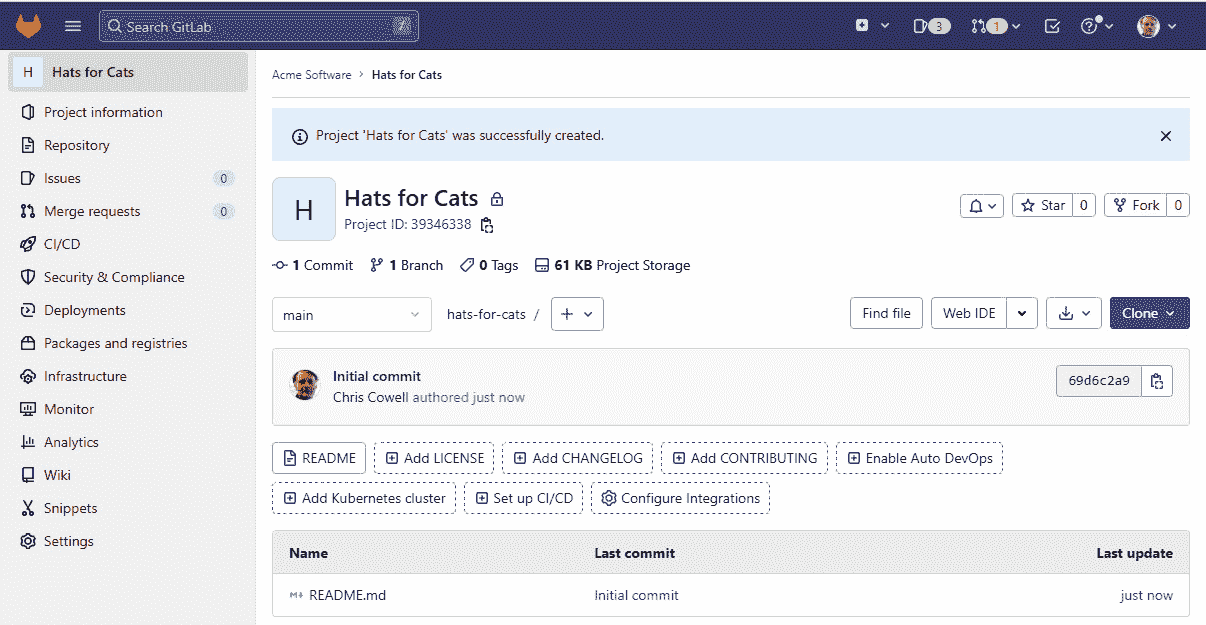 Search GitLab /
3 1
H Hats for Cats
Project information
Repository
Issues 0
Merge requests 0
CI/CD
Security & Compliance
Deployments
Packages and registries
Infrastructure
Monitor
Analytics
Wiki
Snippets
Settings
Acme Software › Hats for Cats
Project 'Hats for Cats' was successfully created.
H
Hats for Cats
Project ID: 39346338
Star 0 Fork 0
1 Commit 1 Branch 0 Tags 61 KB Project Storage
main hats-for-cats / + Find file Web IDE Clone
Initial commit
Chris Cowell authored just now
69d6c2a9
README Add LICENSE Add CHANGELOG Add CONTRIBUTING Enable Auto DevOps
Add Kubernetes cluster Set up CI/CD Configure Integrations
Name Last commit Last update
README.md Initial commit just now